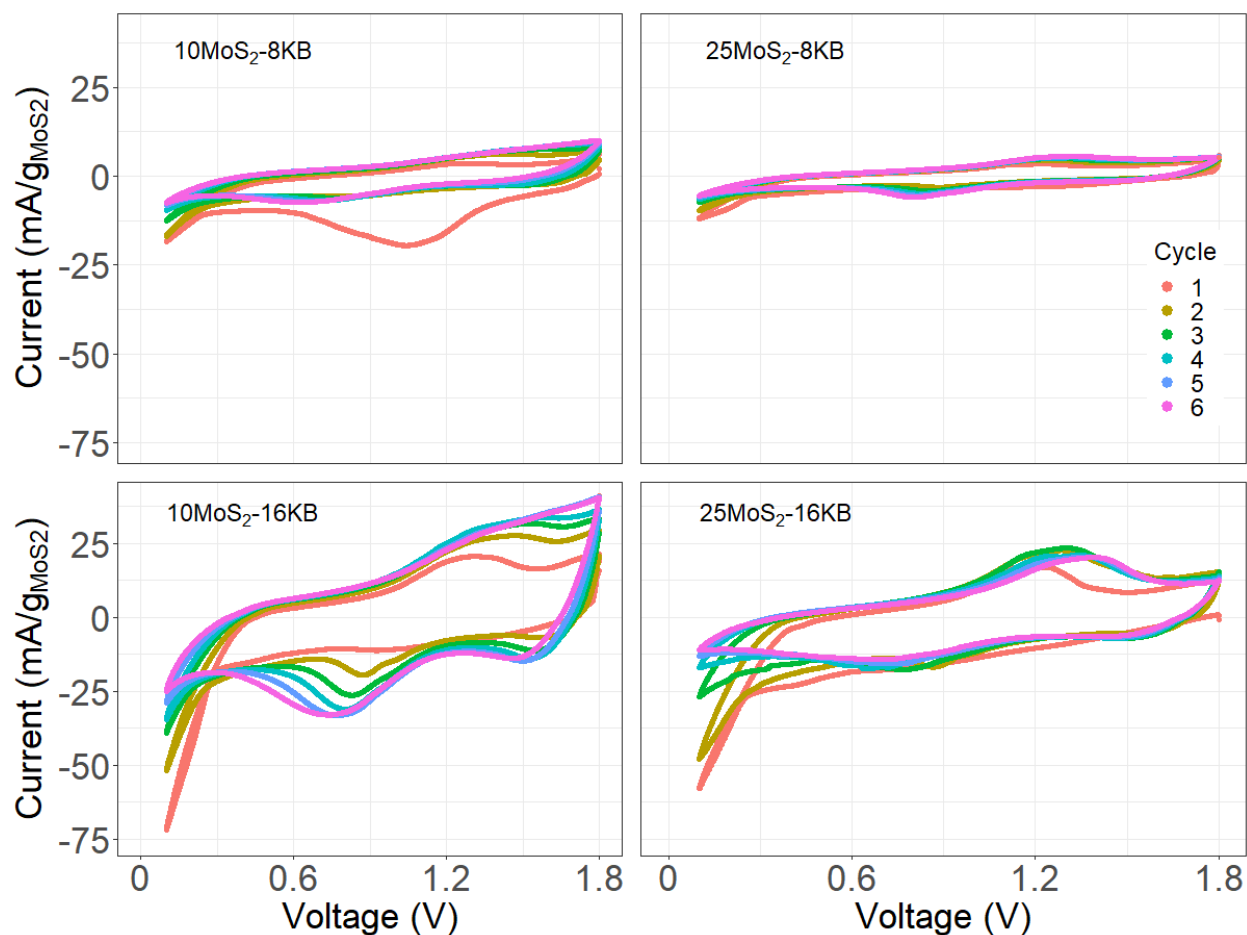 10MoS₂-8KB
25MoS₂-8KB
Current (mA/g_MoS2)
25
0
-25
-50
-75
Cycle
1
2
3
4
5
6
10MoS₂-16KB
25MoS₂-16KB
Current (mA/g_MoS2)
25
0
-25
-50
-75
0 0.6 1.2 1.8
0 0.6 1.2 1.8
Voltage (V)
Voltage (V)